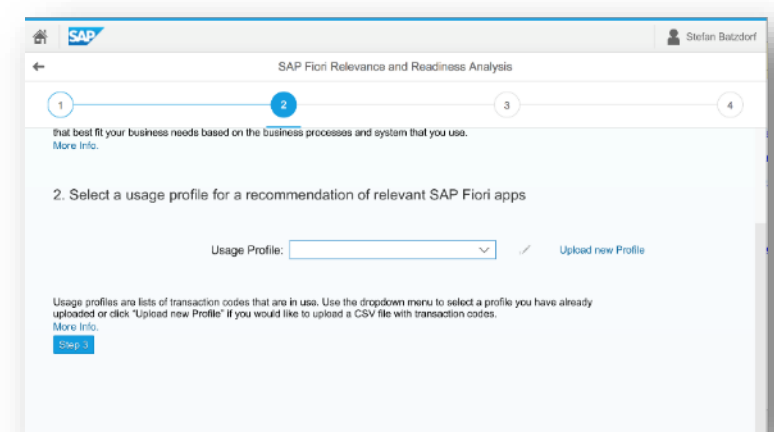 SAP
Stefan Batzdorf
SAP Fiori Relevance and Readiness Analysis
1 2 3 4
that best fit your business needs based on the business processes and system that you use.
More Info.
2. Select a usage profile for a recommendation of relevant SAP Fiori apps
Usage Profile: Upload new Profile
Usage profiles are lists of transaction codes that are in use. Use the dropdown menu to select a profile you have already
uploaded or click "Upload new Profile" if you would like to upload a CSV file with transaction codes.
More Info.
Step 3